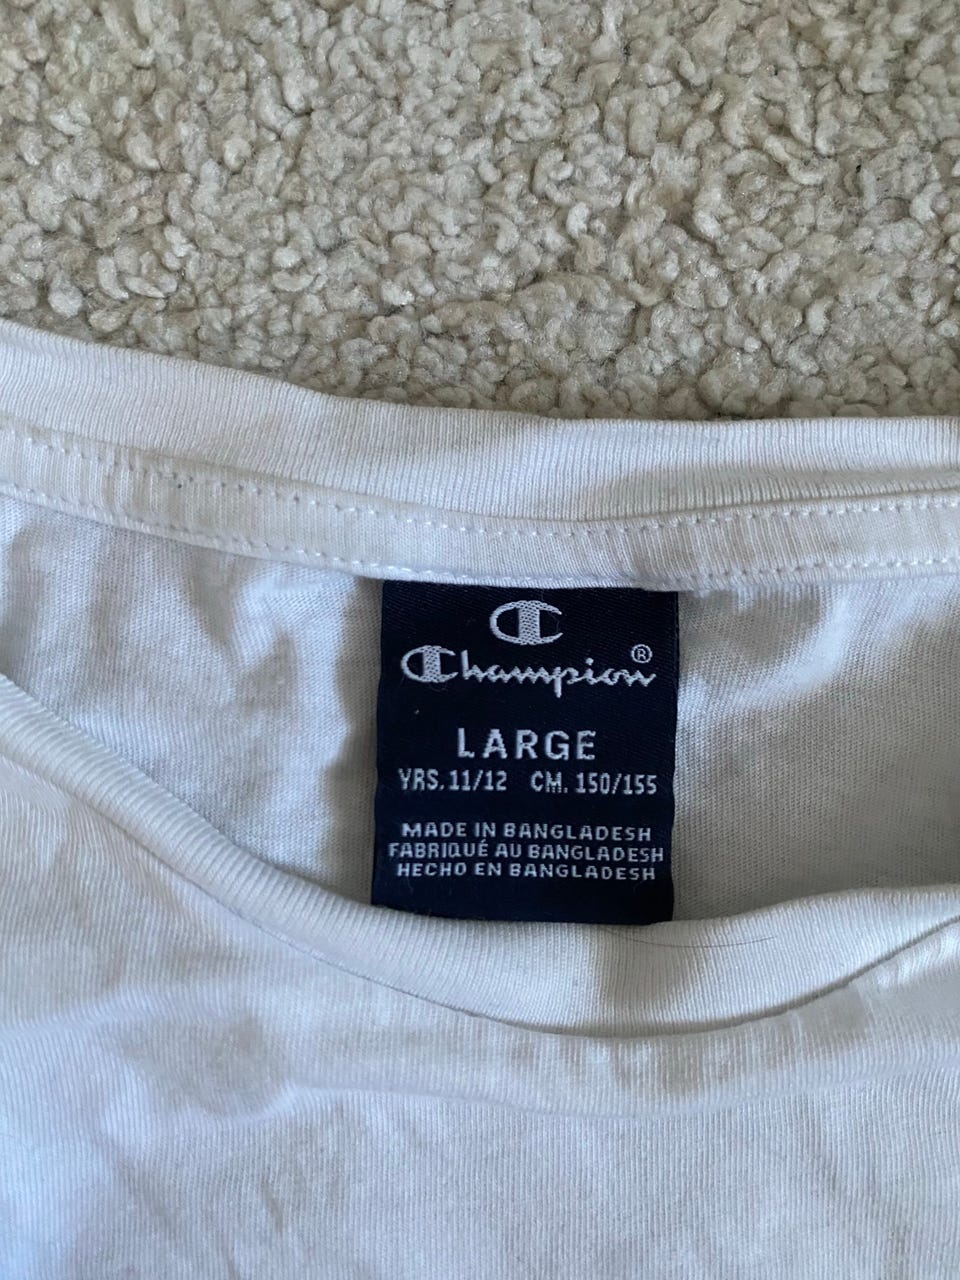 Champion®
LARGE
YRS. 11/12 CM. 150/155
MADE IN BANGLADESH
FABRIQUÉ AU BANGLADESH
HECHO EN BANGLADESH